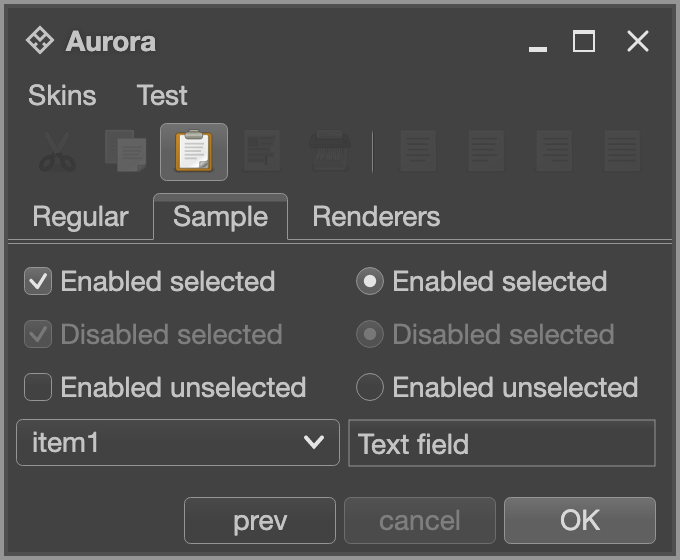 Aurora
Skins Test
Regular Sample Renderers
Enabled selected Enabled selected
Disabled selected Disabled selected
Enabled unselected Enabled unselected
item1 Text field
prev cancel OK